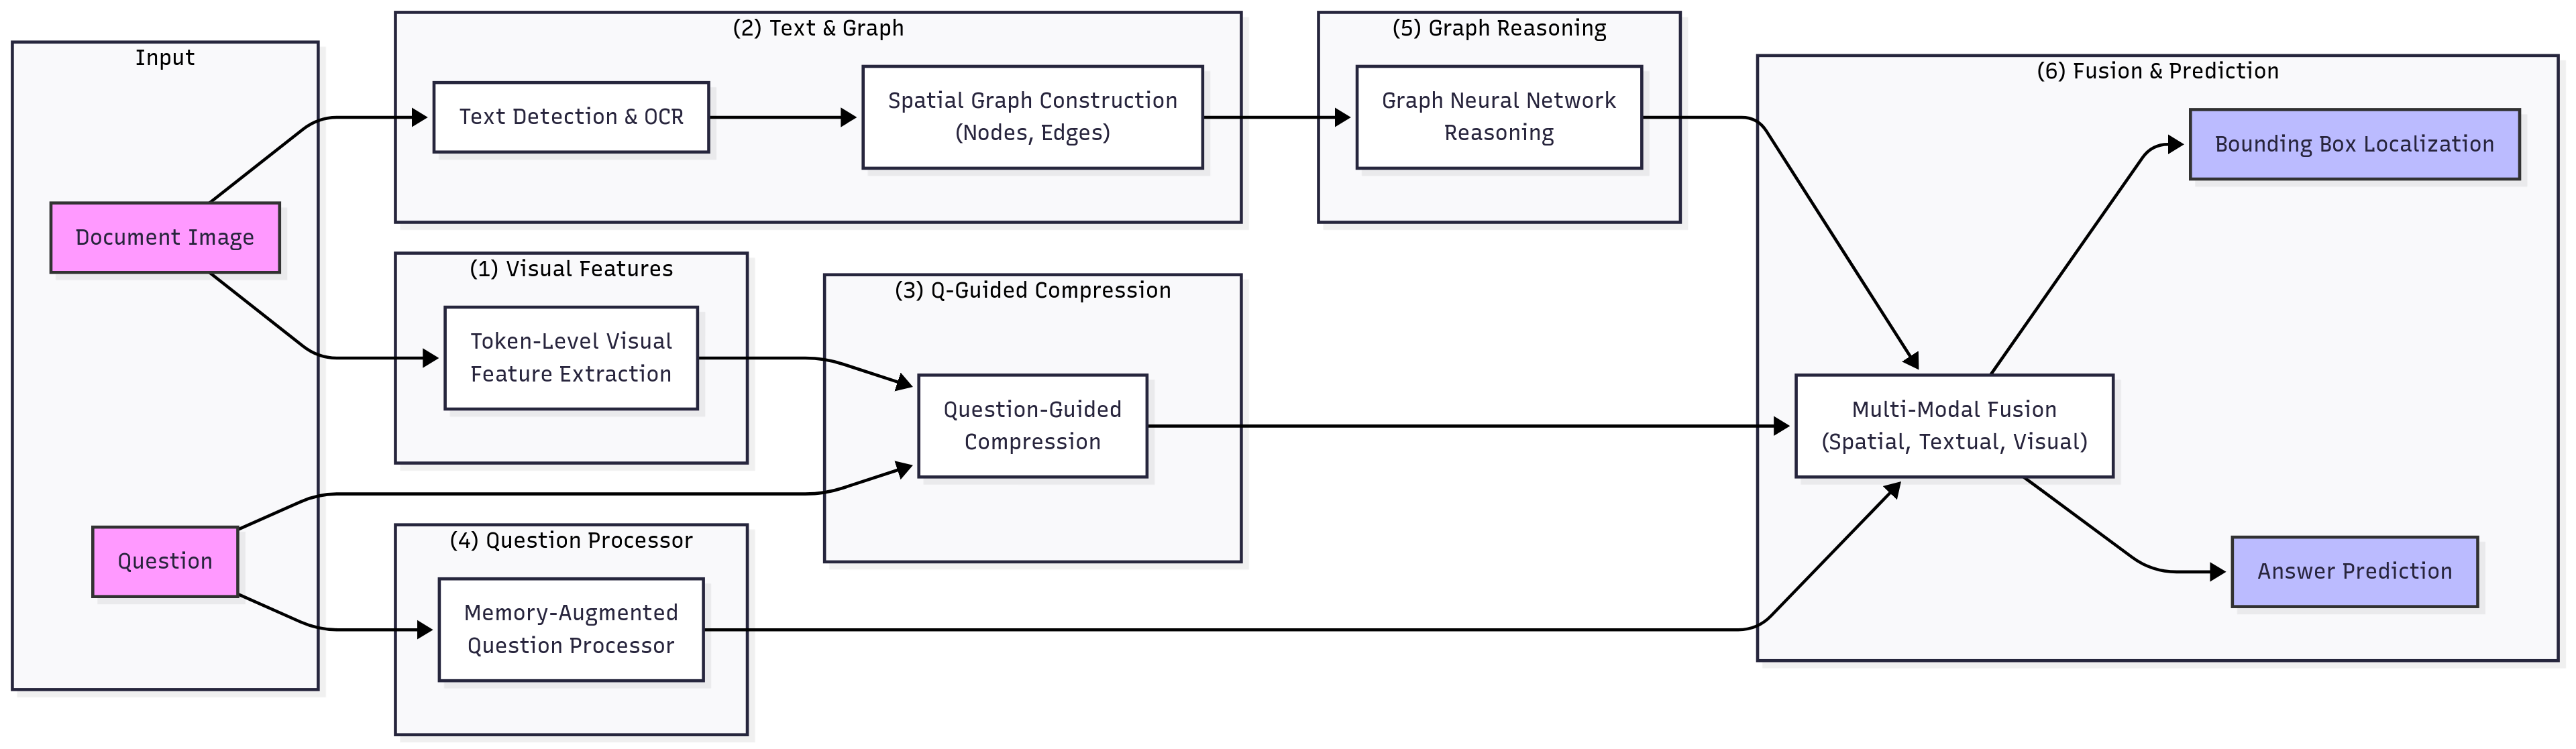 Input
Document Image
Question
(2) Text & Graph
Text Detection & OCR
Spatial Graph Construction
(Nodes, Edges)
(1) Visual Features
Token-Level Visual
Feature Extraction
(3) Q-Guided Compression
Question-Guided
Compression
(4) Question Processor
Memory-Augmented
Question Processor
(5) Graph Reasoning
Graph Neural Network
Reasoning
(6) Fusion & Prediction
Bounding Box Localization
Multi-Modal Fusion
(Spatial, Textual, Visual)
Answer Prediction